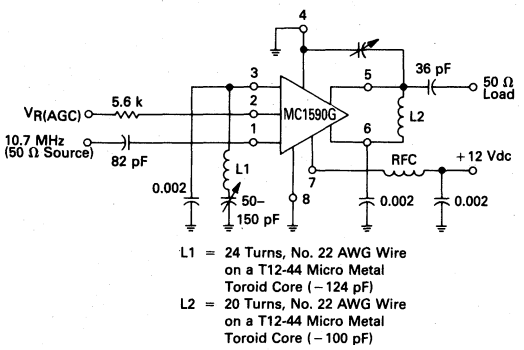 4
3
5
36 pF
50 Ω
Load
5.6 k
VR(AGC)
2
MC1590G
L2
10.7 MHz
(50 Ω Source)
1
6
82 pF
L1
RFC
+12 Vdc
7
0.002
50–
150 pF
8
0.002
0.002
L1 = 24 Turns, No. 22 AWG Wire
on a T12-44 Micro Metal
Toroid Core (−124 pF)
L2 = 20 Turns, No. 22 AWG Wire
on a T12-44 Micro Metal
Toroid Core (−100 pF)